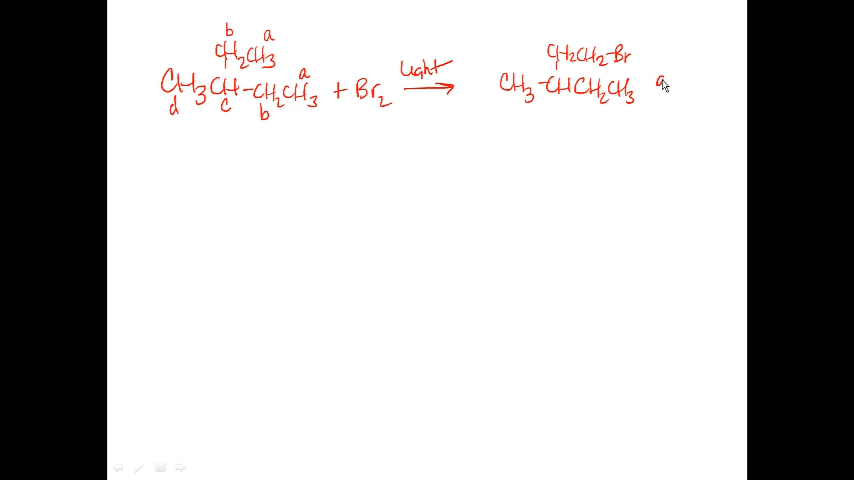 b a
CH2CH3 CH2CH2-Br
CH3CH-CH2CH3 + Br2 light→ CH3-CHCH2CH3 a
a
d c b